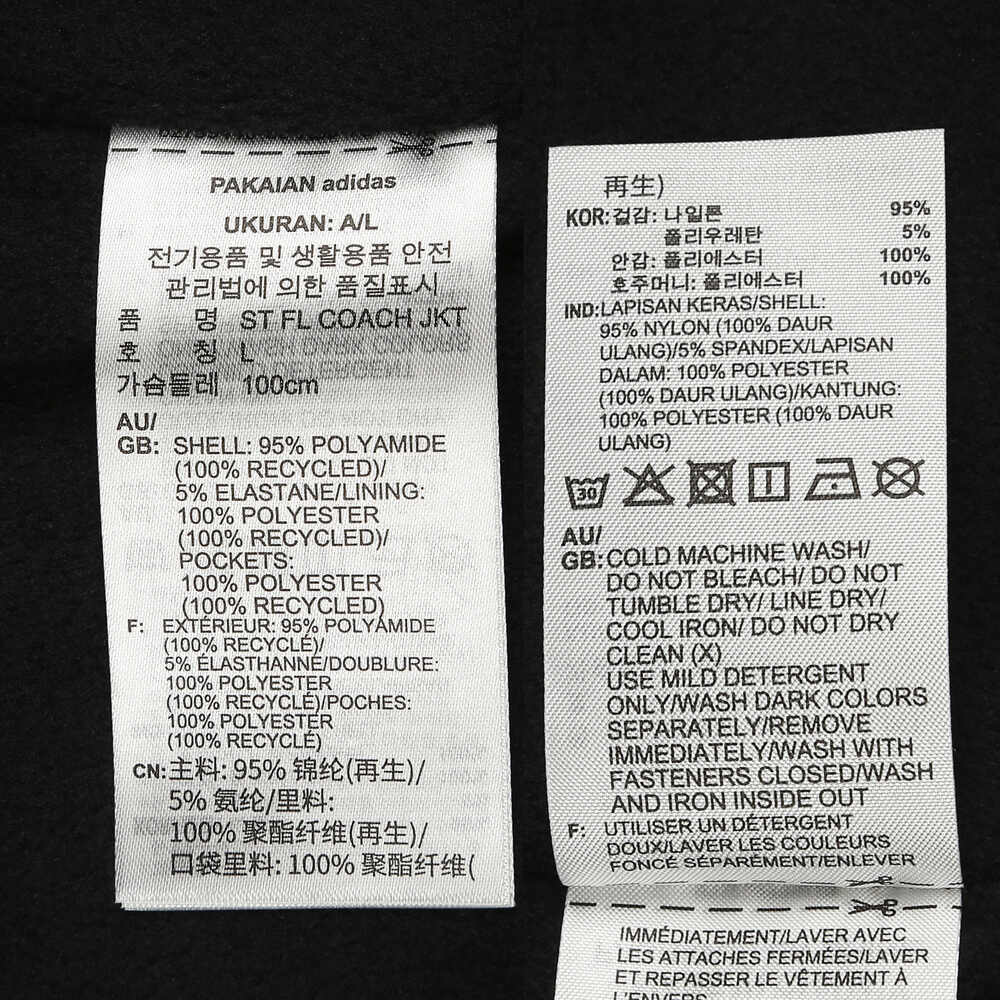 PAKAIAN adidas
UKURAN: A/L
전기용품 및 생활용품 안전
관리법에 의한 품질표시
품 명 ST FL COACH JKT
호 칭 L
가슴둘레 100cm
AU/
GB: SHELL: 95% POLYAMIDE
(100% RECYCLED)/
5% ELASTANE/LINING:
100% POLYESTER
(100% RECYCLED)/
POCKETS:
100% POLYESTER
(100% RECYCLED)
F: EXTÉRIEUR: 95% POLYAMIDE
(100% RECYCLÉ)/
5% ÉLASTHANNE/DOUBLURE:
100% POLYESTER
(100% RECYCLÉ)/POCHES:
100% POLYESTER
(100% RECYCLÉ)
CN: 主料: 95% 锦纶(再生)/
5% 氨纶/里料:
100% 聚酯纤维(再生)/
口袋里料: 100% 聚酯纤维(
再生)
KOR: 겉감: 나일론 95%
폴리우레탄 5%
안감: 폴리에스터 100%
호주머니: 폴리에스터 100%
IND: LAPISAN KERAS/SHELL:
95% NYLON (100% DAUR
ULANG)/5% SPANDEX/LAPISAN
DALAM: 100% POLYESTER
(100% DAUR ULANG)/KANTUNG:
100% POLYESTER (100% DAUR
ULANG)
30
AU/
GB: COLD MACHINE WASH/
DO NOT BLEACH/ DO NOT
TUMBLE DRY/ LINE DRY/
COOL IRON/ DO NOT DRY
CLEAN (X)
USE MILD DETERGENT
ONLY/WASH DARK COLORS
SEPARATELY/REMOVE
IMMEDIATELY/WASH WITH
FASTENERS CLOSED/WASH
AND IRON INSIDE OUT
F: UTILISER UN DÉTERGENT
DOUX/LAVER LES COULEURS
FONCÉ SÉPARÉMENT/ENLEVER
IMMÉDIATEMENT/LAVER AVEC
LES ATTACHES FERMÉES/LAVER
ET REPASSER LE VÊTEMENT À
L'ENVERS